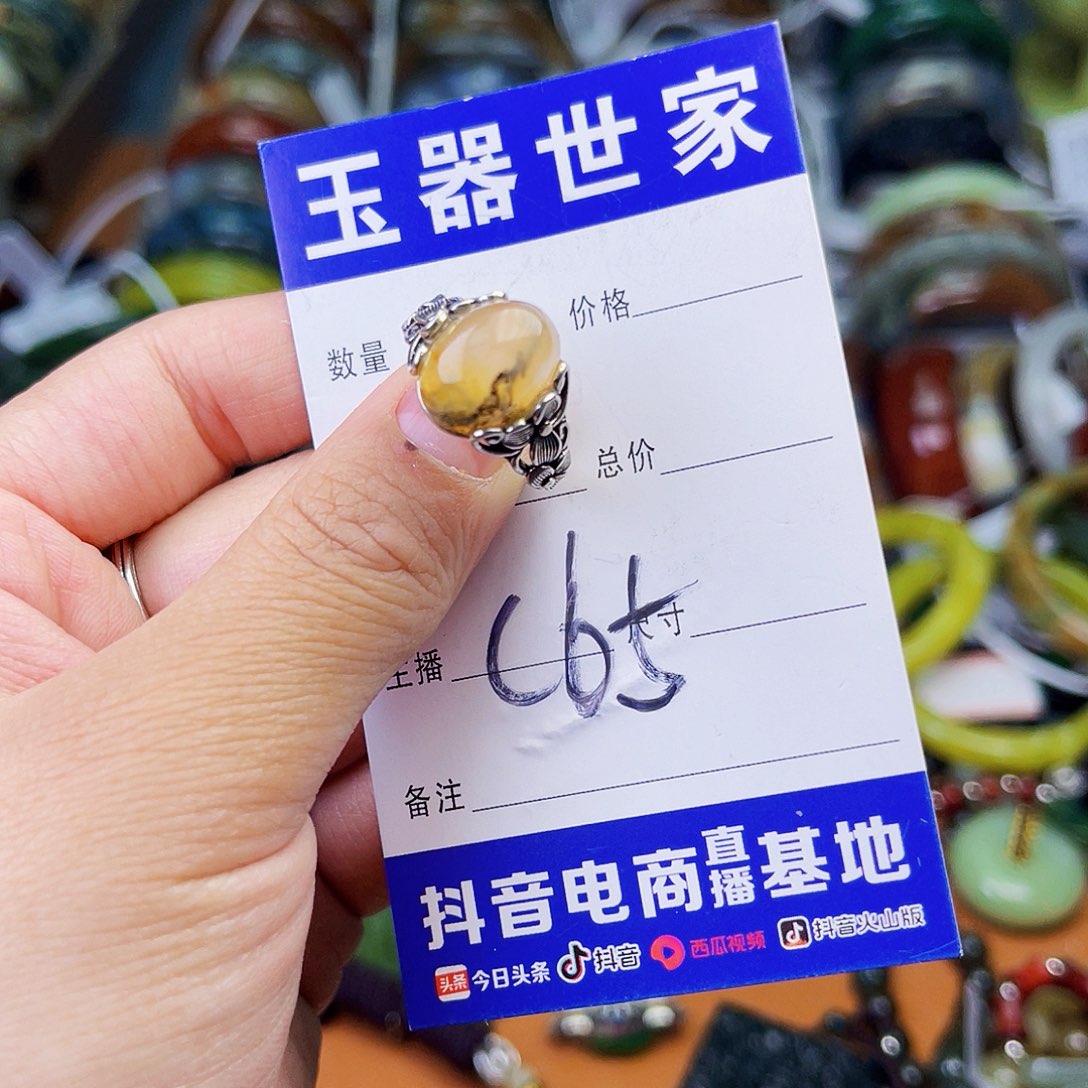 玉器世家
数量 价格
总价
C65
主播 尺寸
备注
抖音电商直播基地
头条 今日头条 抖音 西瓜视频 抖音火山版